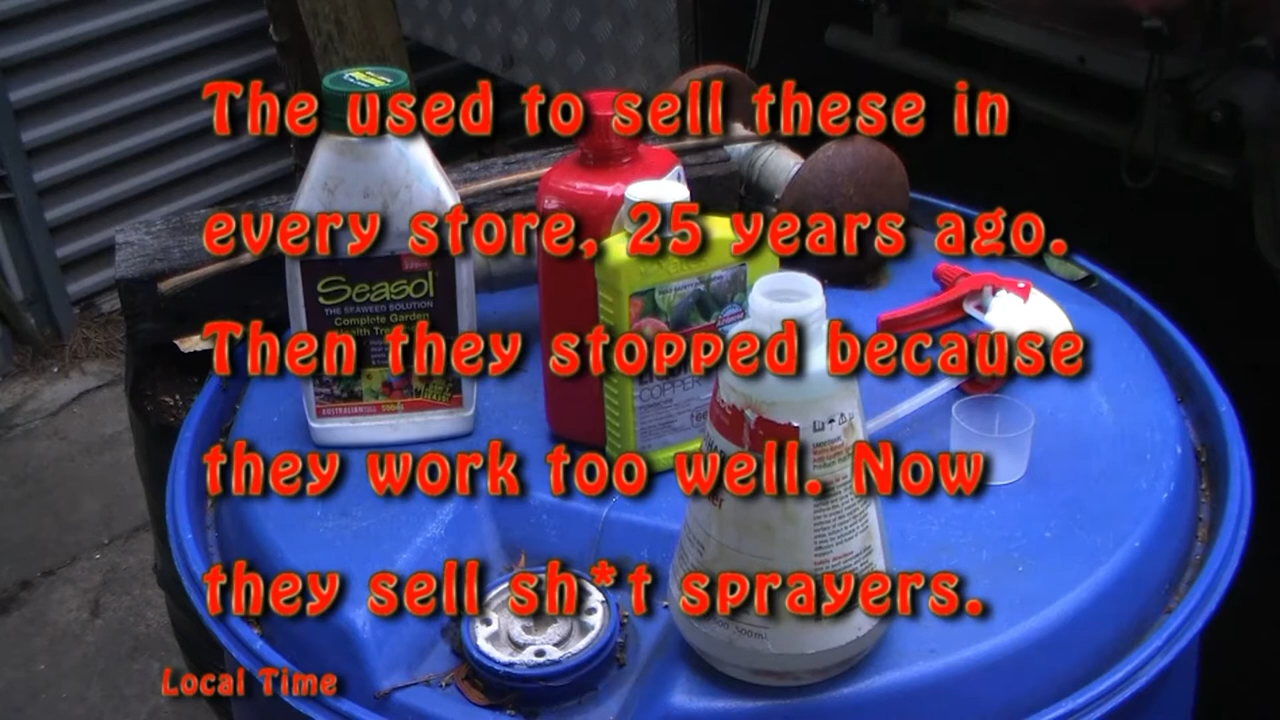 The used to sell these in
every store, 25 years ago.
Then they stopped because
they work too well. Now
they sell sh*t sprayers.
Local Time
Seasol
THE SEAWEED SOLUTION
Complete Garden
COPPER
500mL